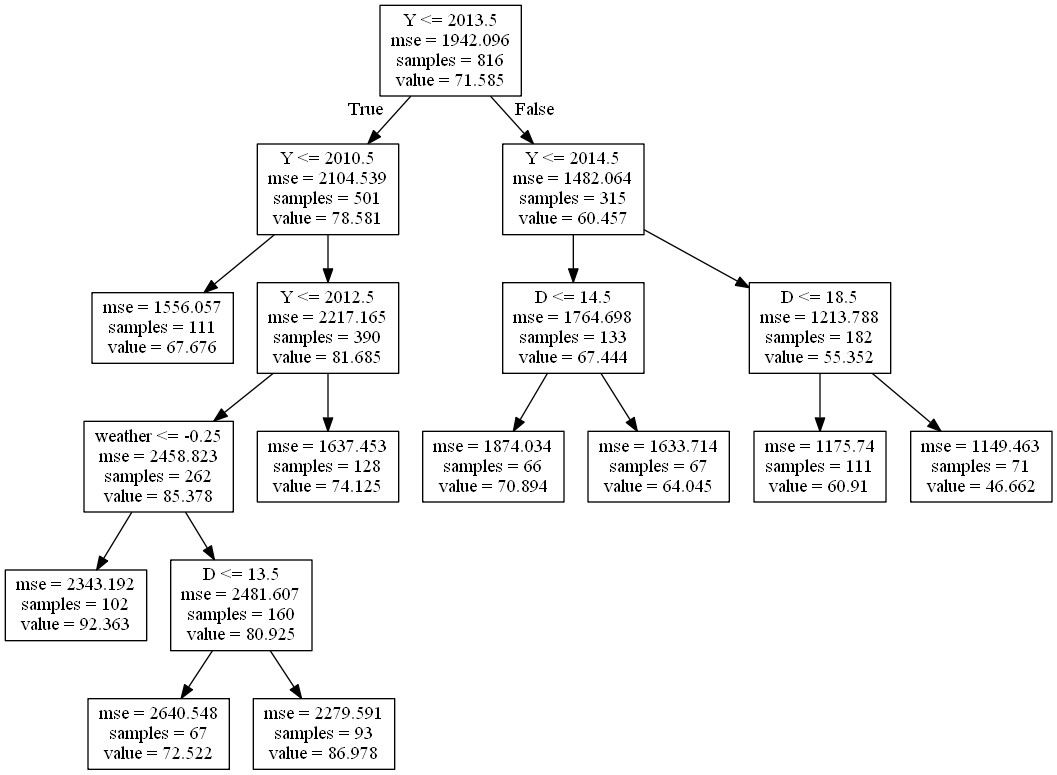 Y <= 2013.5
mse = 1942.096
samples = 816
value = 71.585
True
False
Y <= 2010.5
mse = 2104.539
samples = 501
value = 78.581
Y <= 2014.5
mse = 1482.064
samples = 315
value = 60.457
mse = 1556.057
samples = 111
value = 67.676
Y <= 2012.5
mse = 2217.165
samples = 390
value = 81.685
D <= 14.5
mse = 1764.698
samples = 133
value = 67.444
D <= 18.5
mse = 1213.788
samples = 182
value = 55.352
weather <= -0.25
mse = 2458.823
samples = 262
value = 85.378
mse = 1637.453
samples = 128
value = 74.125
mse = 1874.034
samples = 66
value = 70.894
mse = 1633.714
samples = 67
value = 64.045
mse = 1175.74
samples = 111
value = 60.91
mse = 1149.463
samples = 71
value = 46.662
mse = 2343.192
samples = 102
value = 92.363
D <= 13.5
mse = 2481.607
samples = 160
value = 80.925
mse = 2640.548
samples = 67
value = 72.522
mse = 2279.591
samples = 93
value = 86.978